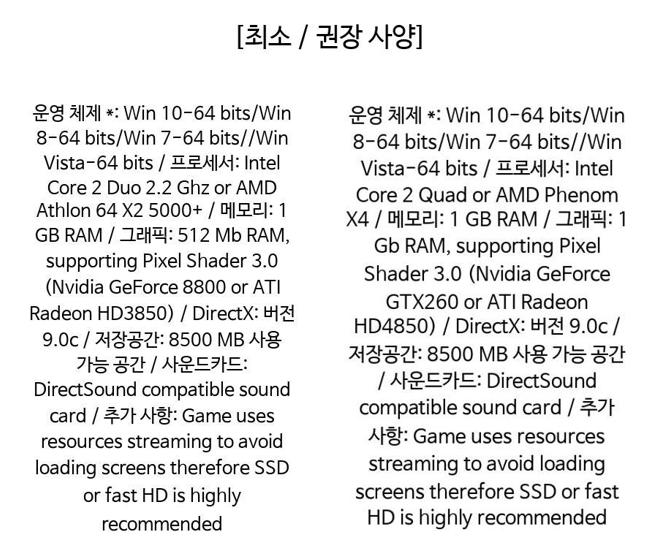 [최소 / 권장 사양]
운영 체제 *: Win 10-64 bits/Win
8-64 bits/Win 7-64 bits//Win
Vista-64 bits / 프로세서: Intel
Core 2 Duo 2.2 Ghz or AMD
Athlon 64 X2 5000+ / 메모리: 1
GB RAM / 그래픽: 512 Mb RAM,
supporting Pixel Shader 3.0
(Nvidia GeForce 8800 or ATI
Radeon HD3850) / DirectX: 버전
9.0c / 저장공간: 8500 MB 사용
가능 공간 / 사운드카드:
DirectSound compatible sound
card / 추가 사항: Game uses
resources streaming to avoid
loading screens therefore SSD
or fast HD is highly
recommended
운영 체제 *: Win 10-64 bits/Win
8-64 bits/Win 7-64 bits//Win
Vista-64 bits / 프로세서: Intel
Core 2 Quad or AMD Phenom
X4 / 메모리: 1 GB RAM / 그래픽: 1
Gb RAM, supporting Pixel
Shader 3.0 (Nvidia GeForce
GTX260 or ATI Radeon
HD4850) / DirectX: 버전 9.0c /
저장공간: 8500 MB 사용 가능 공간
/ 사운드카드: DirectSound
compatible sound card / 추가
사항: Game uses resources
streaming to avoid loading
screens therefore SSD or fast
HD is highly recommended